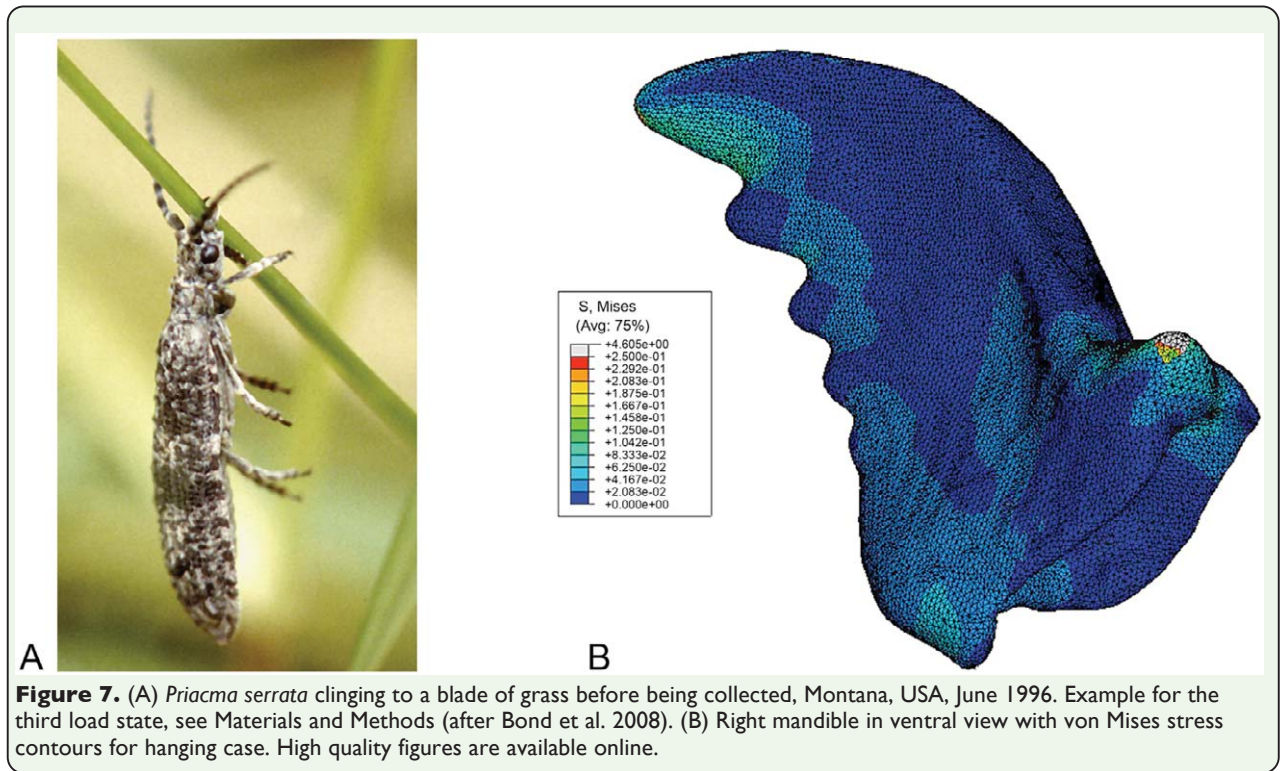 S, Mises
(Avg: 75%)
+4.605e+00
+2.500e-01
+2.292e-01
+2.083e-01
+1.875e-01
+1.667e-01
+1.458e-01
+1.250e-01
+1.042e-01
+8.333e-02
+6.250e-02
+4.167e-02
+2.083e-02
+0.000e+00
A
B
Figure 7. (A) Priacma serrata clinging to a blade of grass before being collected, Montana, USA, June 1996. Example for the
third load state, see Materials and Methods (after Bond et al. 2008). (B) Right mandible in ventral view with von Mises stress
contours for hanging case. High quality figures are available online.